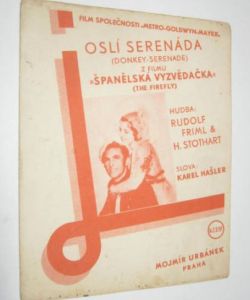 FILM SPOLEČNOSTI »METRO-GOLDWYN-MAYER«
OSLÍ SERENÁDA
(DONKEY-SERENADE)
Z FILMU
»ŠPANĚLSKÁ VYZVĚDAČKA«
(THE FIREFLY)
HUDBA:
RUDOLF
FRIML &
H. STOTHART
SLOVA:
KAREL HAŠLER
MOJMÍR URBÁNEK
PRAHA